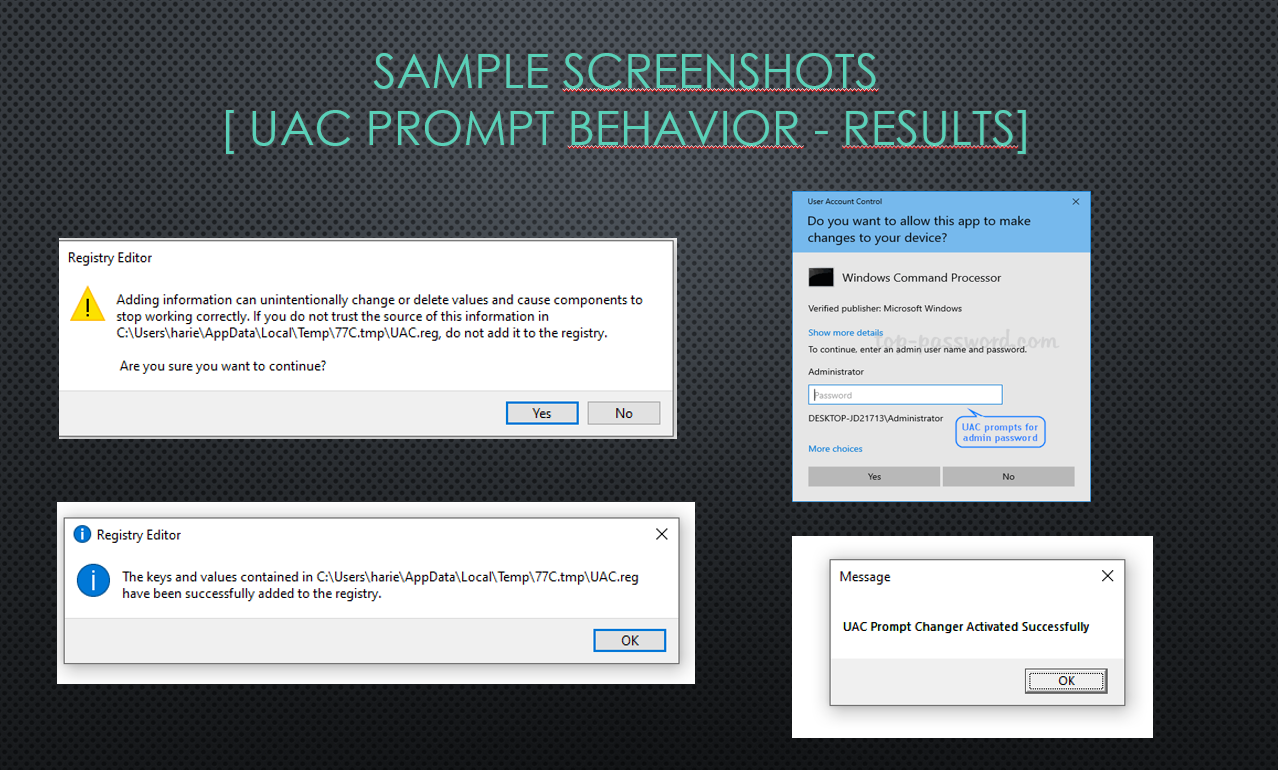 SAMPLE SCREENSHOTS
[ UAC PROMPT BEHAVIOR - RESULTS]
Registry Editor
Adding information can unintentionally change or delete values and cause components to
stop working correctly. If you do not trust the source of this information in
C:\Users\harie\AppData\Local\Temp\77C.tmp\UAC.reg, do not add it to the registry.
Are you sure you want to continue?
Yes No
User Account Control
Do you want to allow this app to make
changes to your device?
Windows Command Processor
Verified publisher: Microsoft Windows
Show more details
top-password.com
To continue, enter an admin user name and password.
Administrator
Password
DESKTOP-JD21713\Administrator
UAC prompts for
admin password
More choices
Yes No
Registry Editor
The keys and values contained in C:\Users\harie\AppData\Local\Temp\77C.tmp\UAC.reg
have been successfully added to the registry.
OK
Message
UAC Prompt Changer Activated Successfully
OK